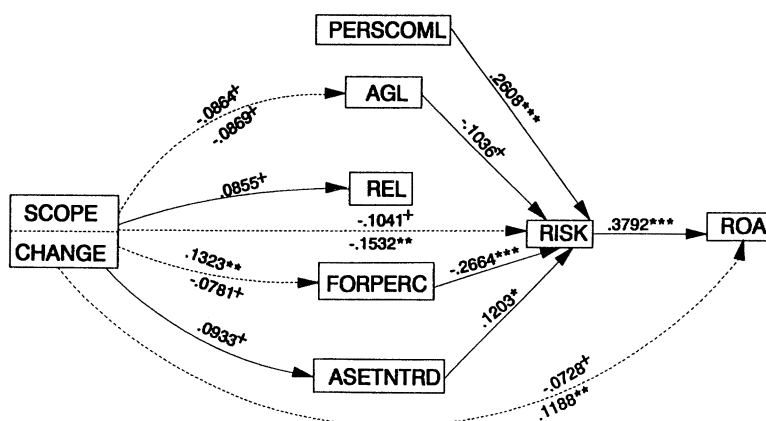 PERSCOML
.2608***
-.0864+
-.0869+
AGL
-.1036+
.0855+
REL
SCOPE
CHANGE
-.1041+
-.1532**
RISK
.3792***
ROA
.1323**
-.0781+
FORPERC
-.2664***
.0933+
.1203*
ASETNTRD
-.0728+
.1188**